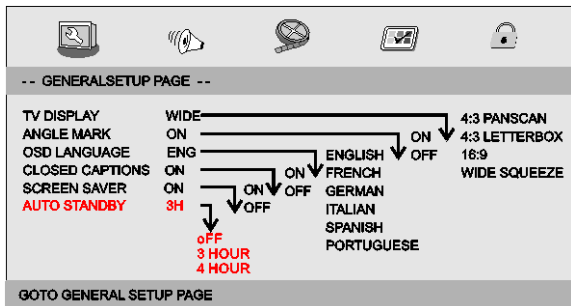 -- GENERALSETUP PAGE --
TV DISPLAY WIDE
ANGLE MARK ON
OSD LANGUAGE ENG
CLOSED CAPTIONS ON
SCREEN SAVER ON
AUTO STANDBY 3H
4:3 PANSCAN
4:3 LETTERBOX
16:9
WIDE SQUEEZE
ON
OFF
ENGLISH
FRENCH
GERMAN
ITALIAN
SPANISH
PORTUGUESE
ON
OFF
ON
OFF
oFF
3 HOUR
4 HOUR
GOTO GENERAL SETUP PAGE